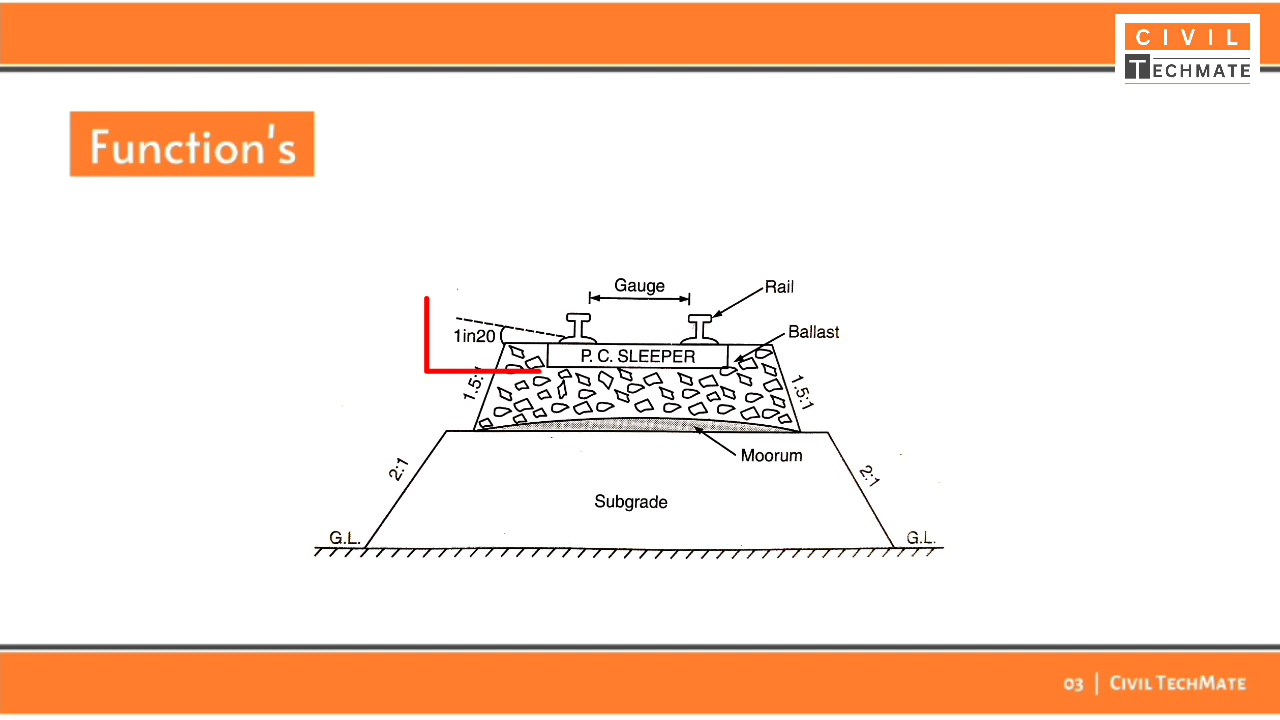 CIVIL
TECHMATE
Function's
Gauge
Rail
1in20
Ballast
P. C. SLEEPER
1.5:1
1.5:1
Moorum
2:1
2:1
Subgrade
G.L.
G.L.
03 | CIVIL TECHMATE